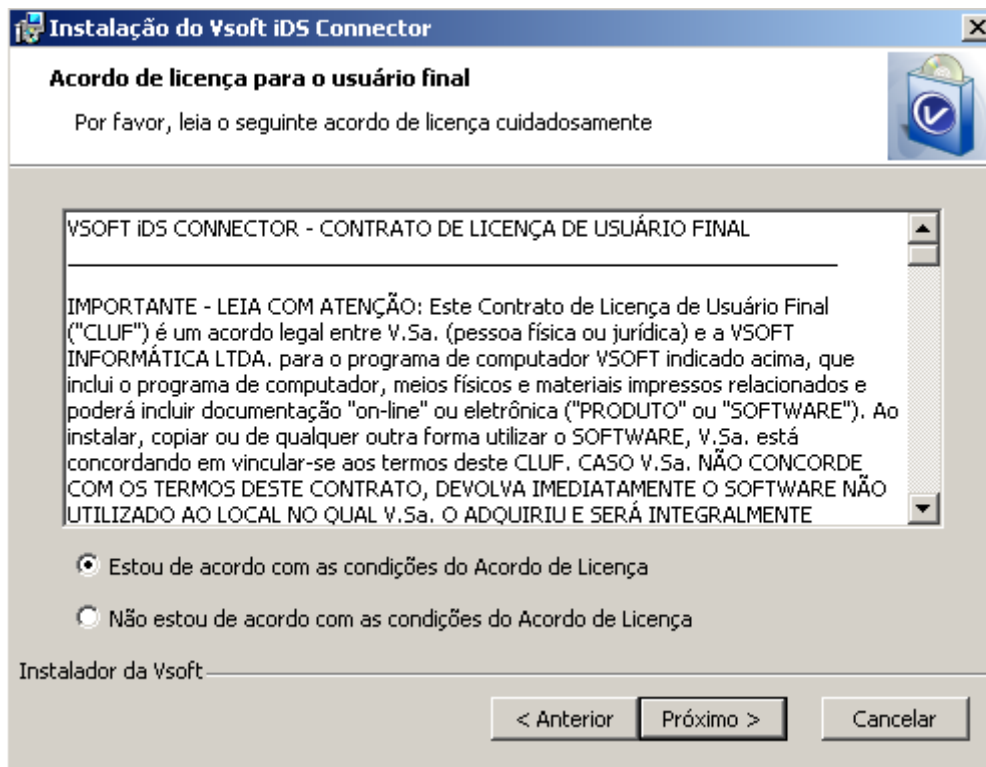 Instalação do Vsoft iDS Connector
Acordo de licença para o usuário final
Por favor, leia o seguinte acordo de licença cuidadosamente
VSOFT iDS CONNECTOR - CONTRATO DE LICENÇA DE USUÁRIO FINAL
IMPORTANTE - LEIA COM ATENÇÃO: Este Contrato de Licença de Usuário Final
("CLUF") é um acordo legal entre V.Sa. (pessoa física ou jurídica) e a VSOFT
INFORMÁTICA LTDA. para o programa de computador VSOFT indicado acima, que
inclui o programa de computador, meios físicos e materiais impressos relacionados e
poderá incluir documentação "on-line" ou eletrônica ("PRODUTO" ou "SOFTWARE"). Ao
instalar, copiar ou de qualquer outra forma utilizar o SOFTWARE, V.Sa. está
concordando em vincular-se aos termos deste CLUF. CASO V.Sa. NÃO CONCORDE
COM OS TERMOS DESTE CONTRATO, DEVOLVA IMEDIATAMENTE O SOFTWARE NÃO
UTILIZADO AO LOCAL NO QUAL V.Sa. O ADQUIRIU E SERÁ INTEGRALMENTE
Estou de acordo com as condições do Acordo de Licença
Não estou de acordo com as condições do Acordo de Licença
Instalador da Vsoft
< Anterior
Próximo >
Cancelar